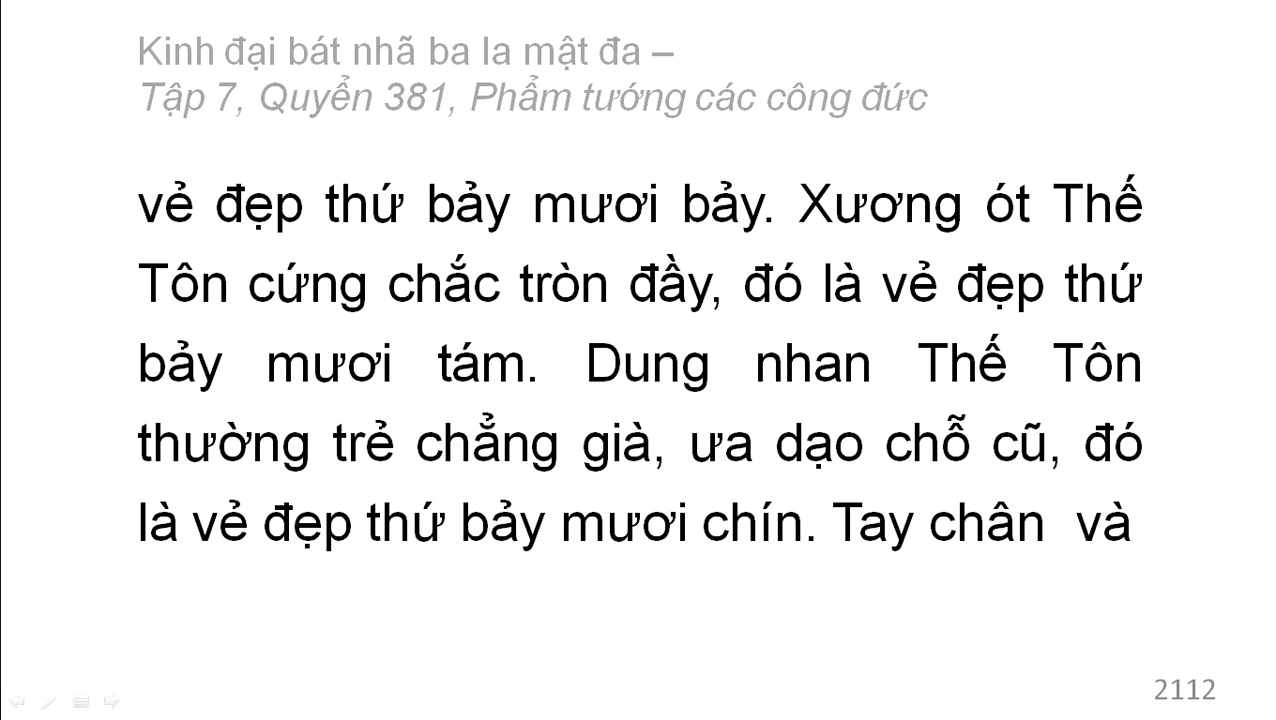 Kinh đại bát nhã ba la mật đa –
Tập 7, Quyển 381, Phẩm tướng các công đức
vẻ đẹp thứ bảy mươi bảy. Xương ót Thế
Tôn cứng chắc tròn đầy, đó là vẻ đẹp thứ
bảy mươi tám. Dung nhan Thế Tôn
thường trẻ chẳng già, ưa dạo chỗ cũ, đó
là vẻ đẹp thứ bảy mươi chín. Tay chân và
2112